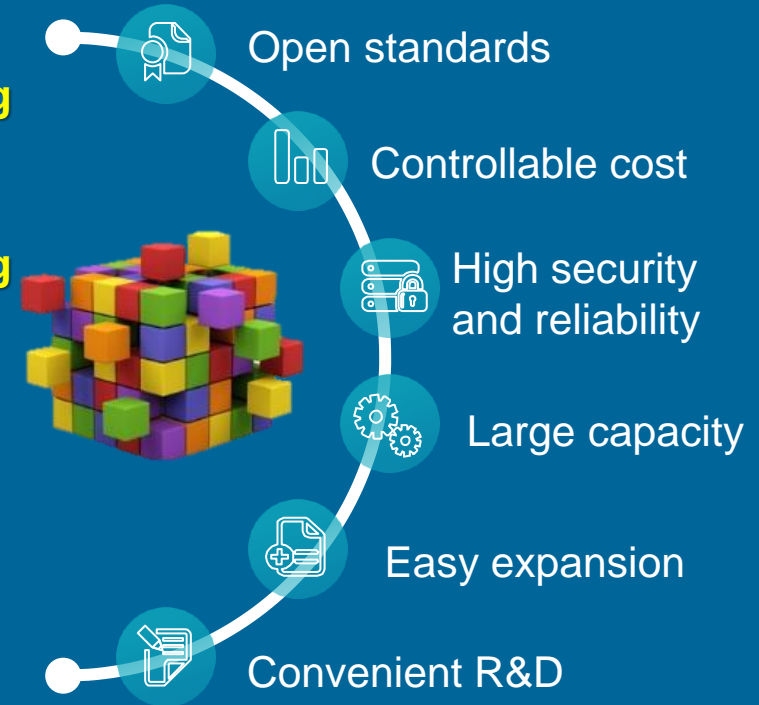 Open standards
Controllable cost
High security
and reliability
Large capacity
Easy expansion
Convenient R&D